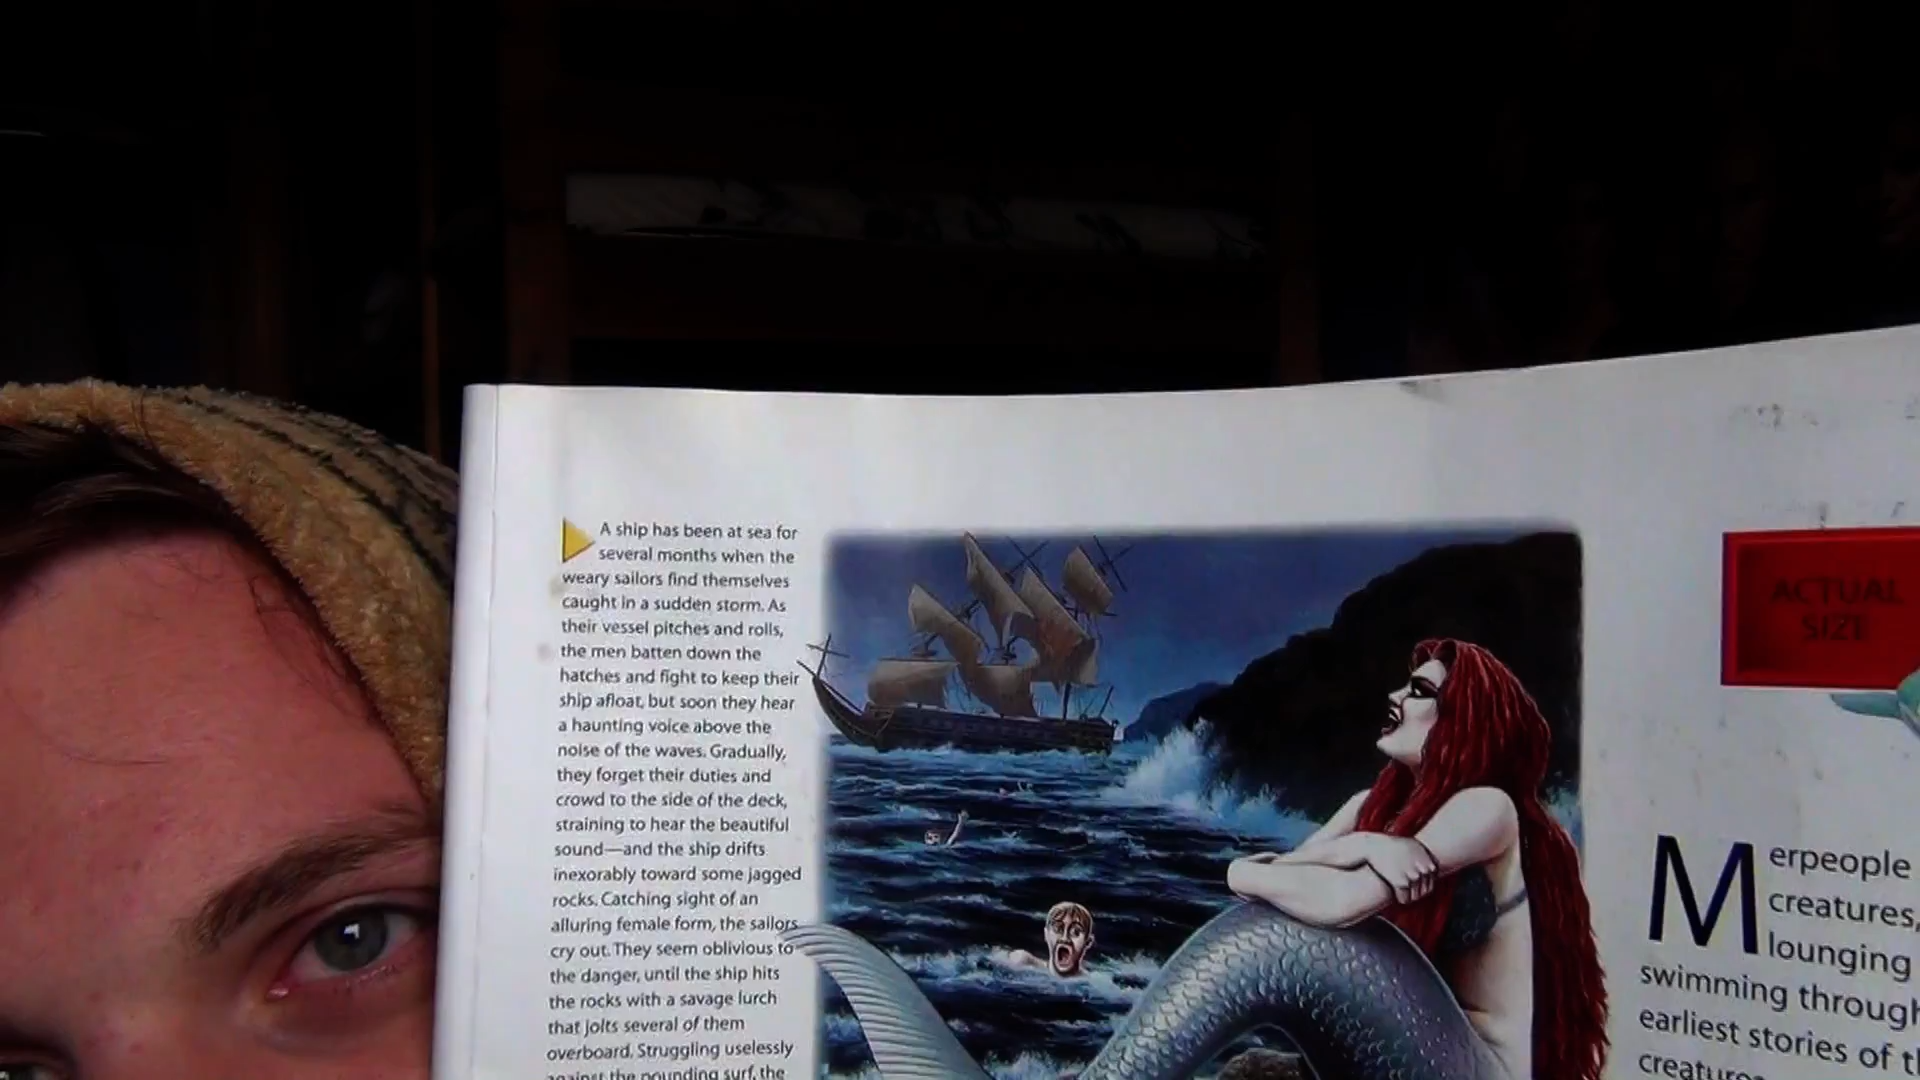 A ship has been at sea for
several months when the
weary sailors find themselves
caught in a sudden storm. As
their vessel pitches and rolls,
the men batten down the
hatches and fight to keep their
ship afloat, but soon they hear
a haunting voice above the
noise of the waves. Gradually,
they forget their duties and
crowd to the side of the deck,
straining to hear the beautiful
sound—and the ship drifts
inexorably toward some jagged
rocks. Catching sight of an
alluring female form, the sailors
cry out. They seem oblivious to
the danger, until the ship hits
the rocks with a savage lurch
that jolts several of them
overboard. Struggling uselessly
against the pounding surf, the
ACTUAL
SIZE
Merpeople
creatures,
lounging
swimming through
earliest stories of
creatures